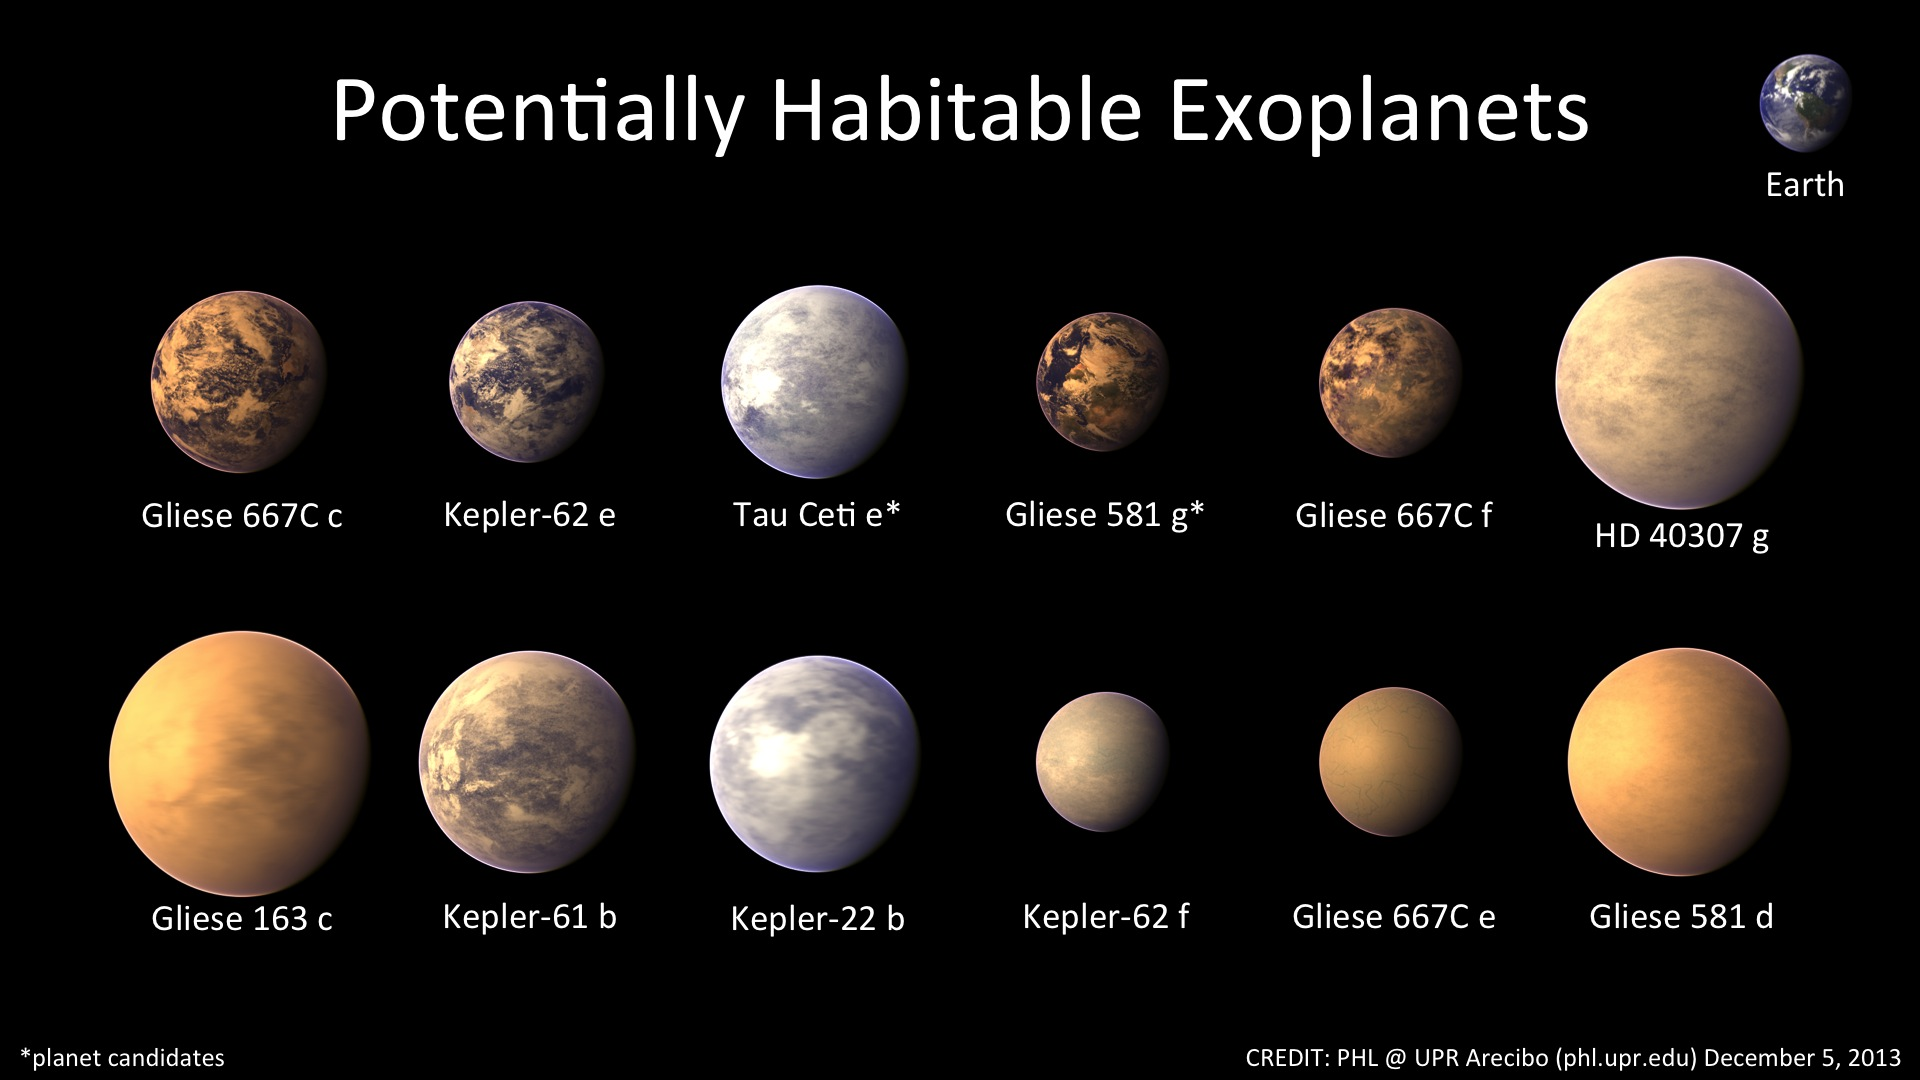 Potentially Habitable Exoplanets
Earth
Gliese 667C c
Kepler-62 e
Tau Ceti e*
Gliese 581 g*
Gliese 667C f
HD 40307 g
Gliese 163 c
Kepler-61 b
Kepler-22 b
Kepler-62 f
Gliese 667C e
Gliese 581 d
*planet candidates
CREDIT: PHL @ UPR Arecibo (phl.upr.edu) December 5, 2013